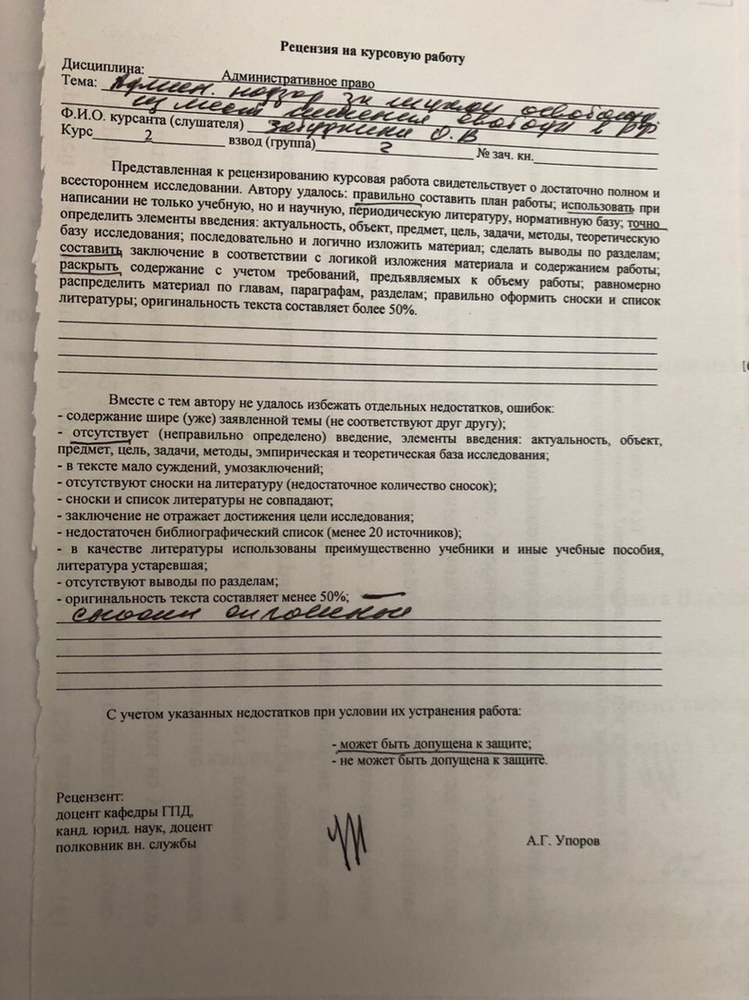 Рецензия на курсовую работу
Дисциплина: Административное право
Тема: Админ. надзор за лицами освобожд.
из мест лишения свободы в РФ
Ф.И.О. курсанта (слушателя) О.В
Курс 2 взвод (группа) 2 № зач. кн.
Представленная к рецензированию курсовая работа свидетельствует о достаточно полном и
всестороннем исследовании. Автору удалось: правильно составить план работы; использовать при
написании не только учебную, но и научную, периодическую литературу, нормативную базу; точно
определить элементы введения: актуальность, объект, предмет, цель, задачи, методы, теоретическую
базу исследования; последовательно и логично изложить материал; сделать выводы по разделам;
составить заключение в соответствии с логикой изложения материала и содержанием работы;
раскрыть содержание с учетом требований, предъявляемых к объему работы; равномерно
распределить материал по главам, параграфам, разделам; правильно оформить сноски и список
литературы; оригинальность текста составляет более 50%.
Вместе с тем автору не удалось избежать отдельных недостатков, ошибок:
- содержание шире (уже) заявленной темы (не соответствуют друг другу);
- отсутствует (неправильно определено) введение, элементы введения: актуальность, объект,
предмет, цель, задачи, методы, эмпирическая и теоретическая база исследования;
- в тексте мало суждений, умозаключений;
- отсутствуют сноски на литературу (недостаточное количество сносок);
- сноски и список литературы не совпадают;
- заключение не отражает достижения цели исследования;
- недостаточен библиографический список (менее 20 источников);
- в качестве литературы использованы преимущественно учебники и иные учебные пособия,
литература устаревшая;
- отсутствуют выводы по разделам;
- оригинальность текста составляет менее 50%;
С учетом указанных недостатков при условии их устранения работа:
- может быть допущена к защите;
- не может быть допущена к защите.
Рецензент:
доцент кафедры ГПД,
канд. юрид. наук, доцент
полковник вн. службы А.Г. Упоров